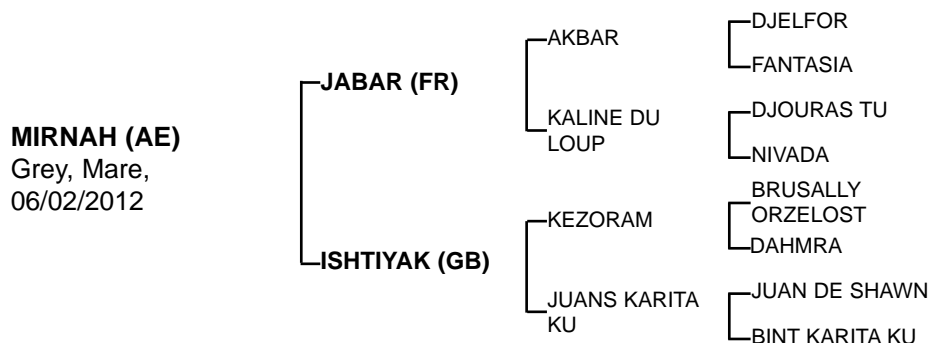 MIRNAH (AE)
Grey, Mare,
06/02/2012
JABAR (FR)
ISHTIYAK (GB)
AKBAR
KALINE DU
LOUP
KEZORAM
JUANS KARITA
KU
DJELFOR
FANTASIA
DJOURAS TU
NIVADA
BRUSALLY
ORZELOST
DAHMRA
JUAN DE SHAWN
BINT KARITA KU